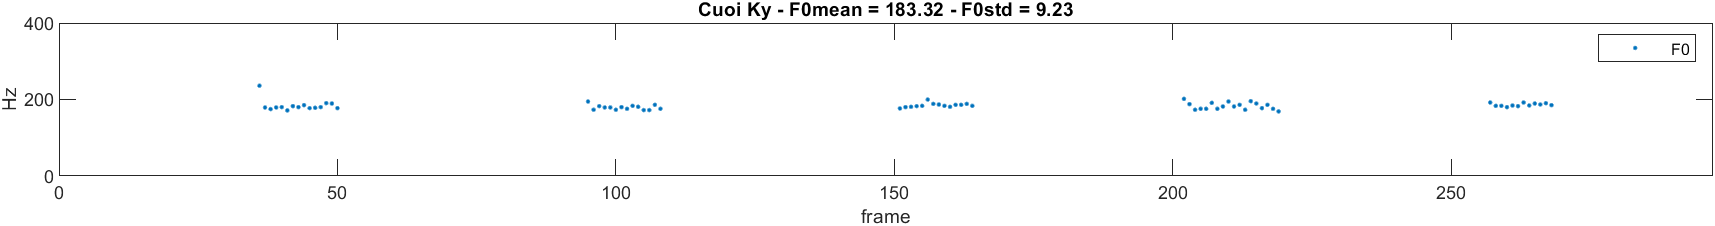 Cuoi Ky - F0mean = 183.32 - F0std = 9.23
400
200
0
Hz
F0
0 50 100 150 200 250
frame